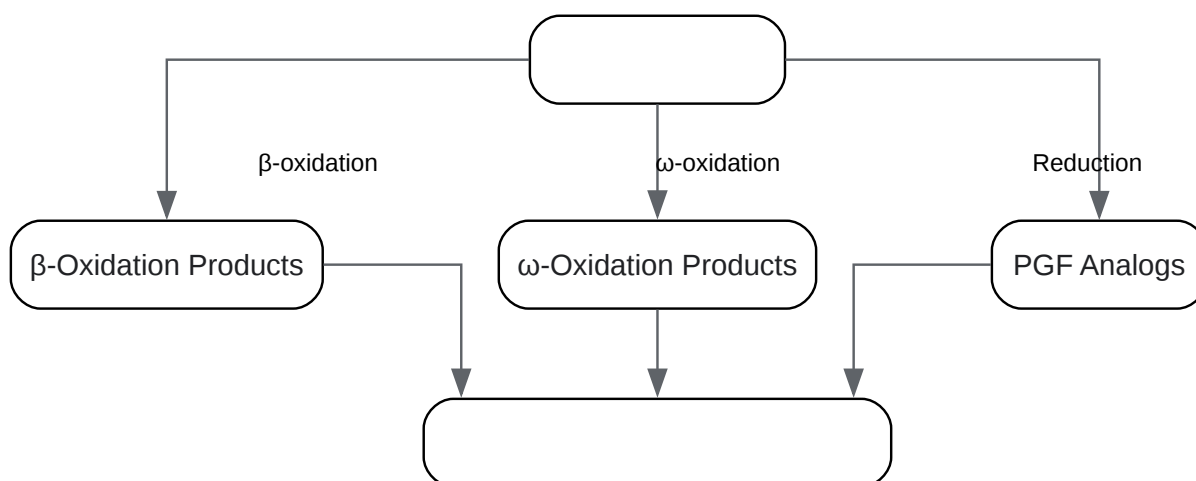 β-oxidation
ω-oxidation
Reduction
β-Oxidation Products
ω-Oxidation Products
PGF Analogs